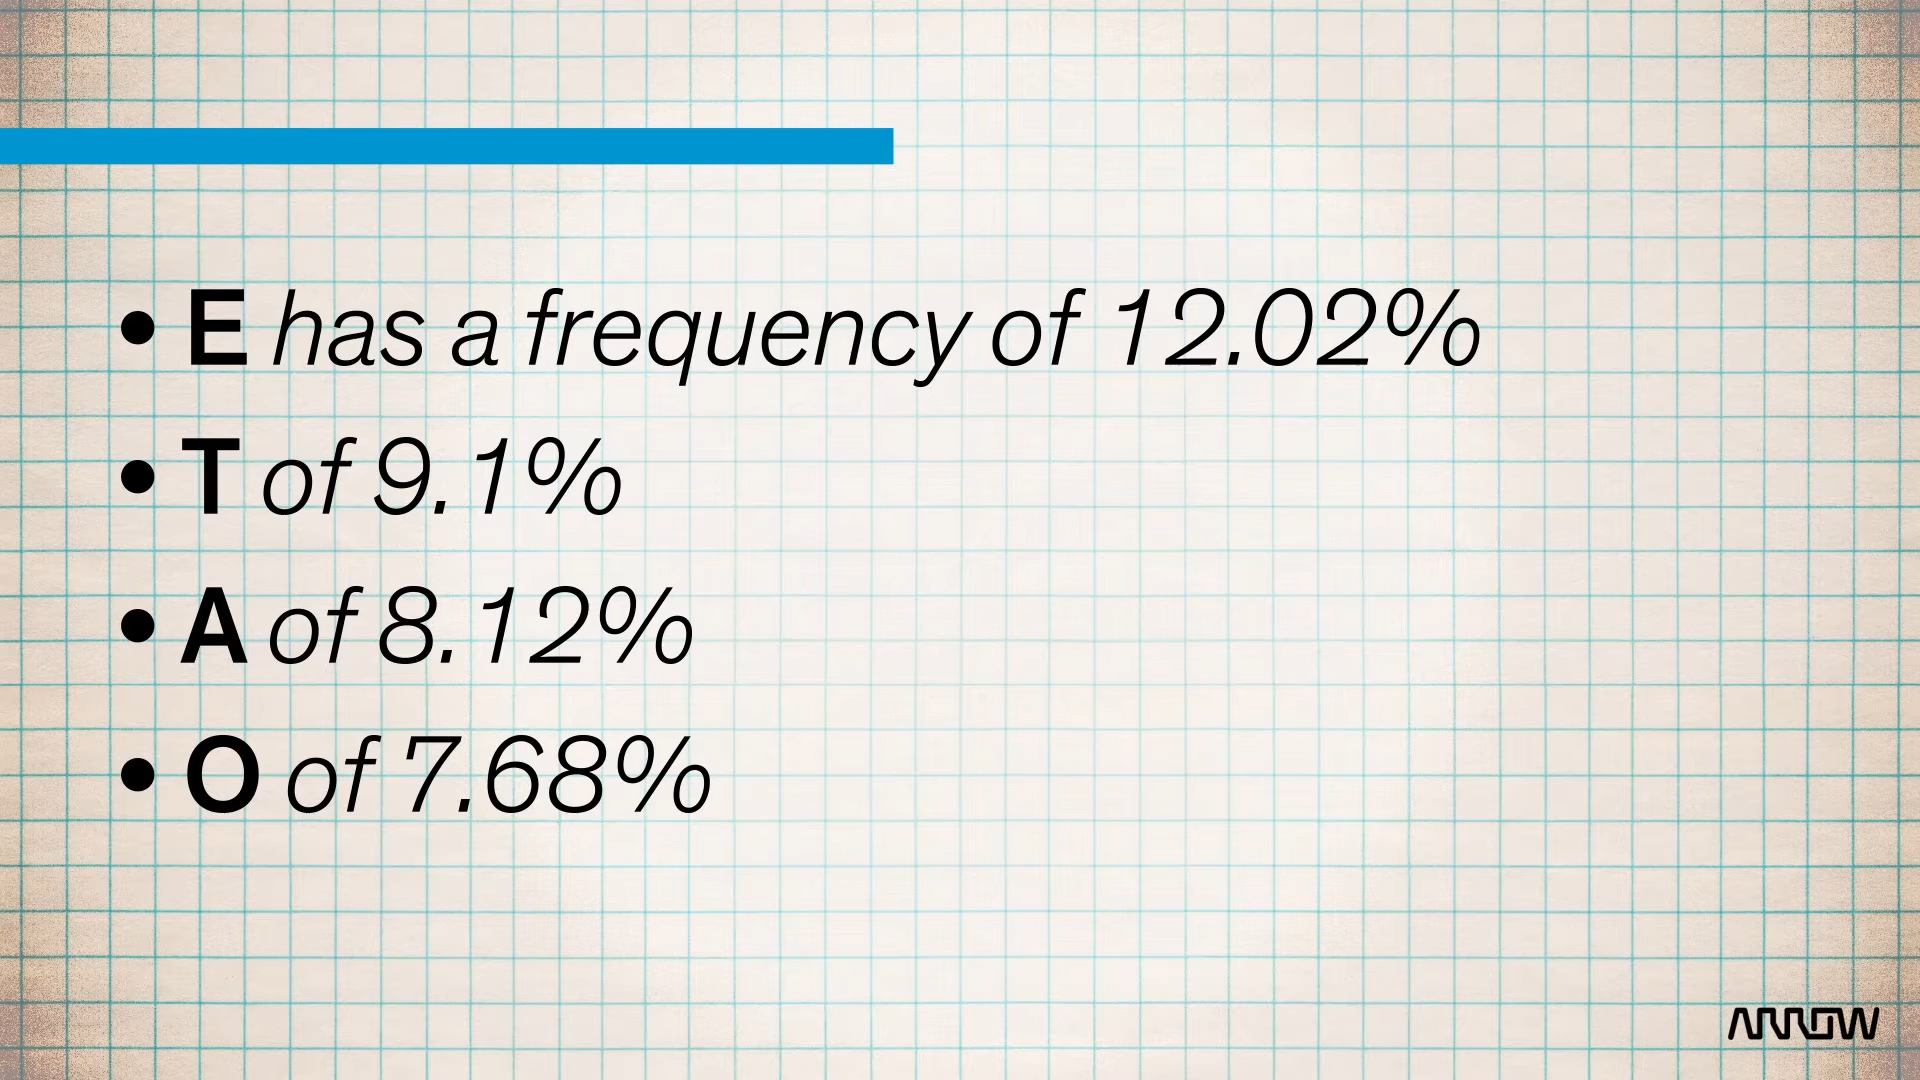 • E has a frequency of 12.02%
• T of 9.1%
• A of 8.12%
• O of 7.68%
ARROW